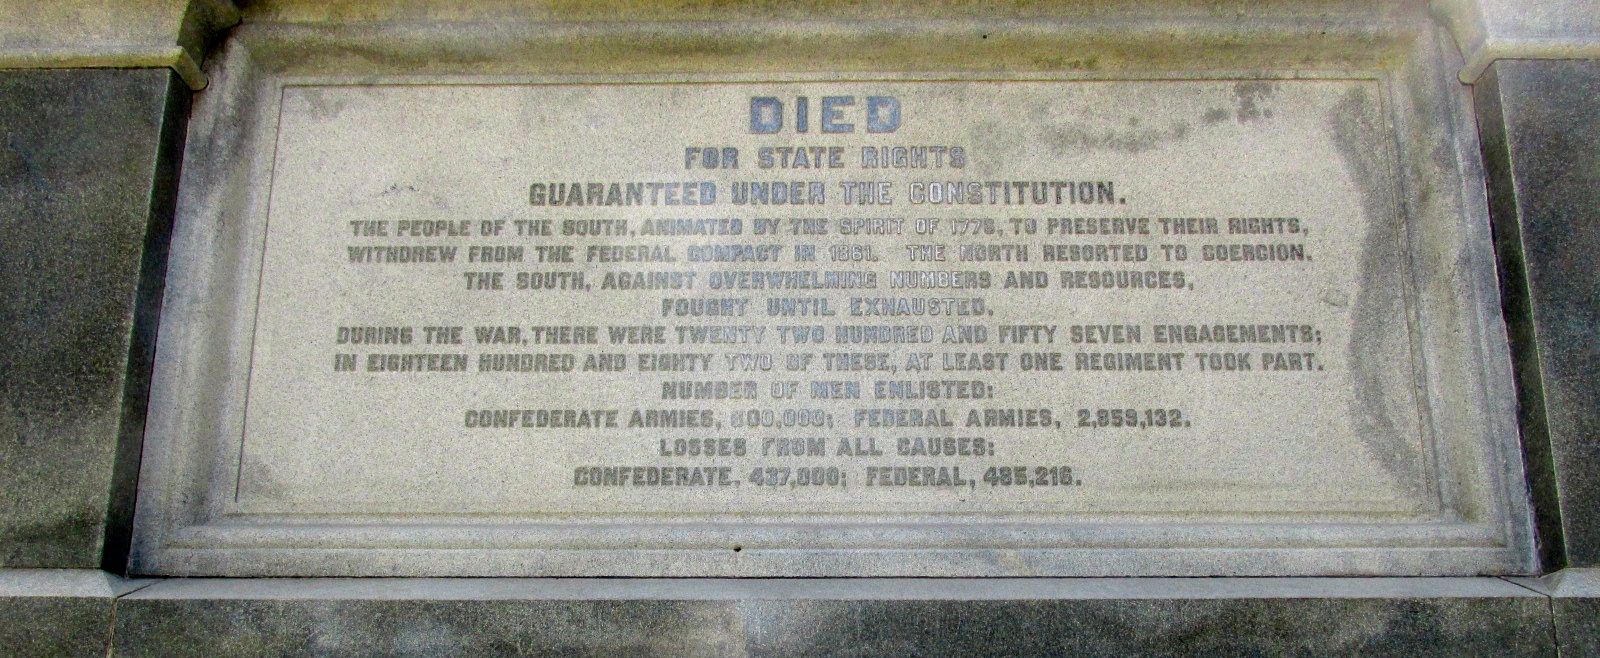 DIED
FOR STATE RIGHTS
GUARANTEED UNDER THE CONSTITUTION.
THE PEOPLE OF THE SOUTH, ANIMATED BY THE SPIRIT OF 1776, TO PRESERVE THEIR RIGHTS,
WITHDREW FROM THE FEDERAL COMPACT IN 1861. THE NORTH RESORTED TO COERCION.
THE SOUTH, AGAINST OVERWHELMING NUMBERS AND RESOURCES,
FOUGHT UNTIL EXHAUSTED.
DURING THE WAR, THERE WERE TWENTY TWO HUNDRED AND FIFTY SEVEN ENGAGEMENTS;
IN EIGHTEEN HUNDRED AND EIGHTY TWO OF THESE, AT LEAST ONE REGIMENT TOOK PART.
NUMBER OF MEN ENLISTED:
CONFEDERATE ARMIES, 600,000; FEDERAL ARMIES, 2,859,132.
LOSSES FROM ALL CAUSES:
CONFEDERATE, 437,000; FEDERAL, 485,216.